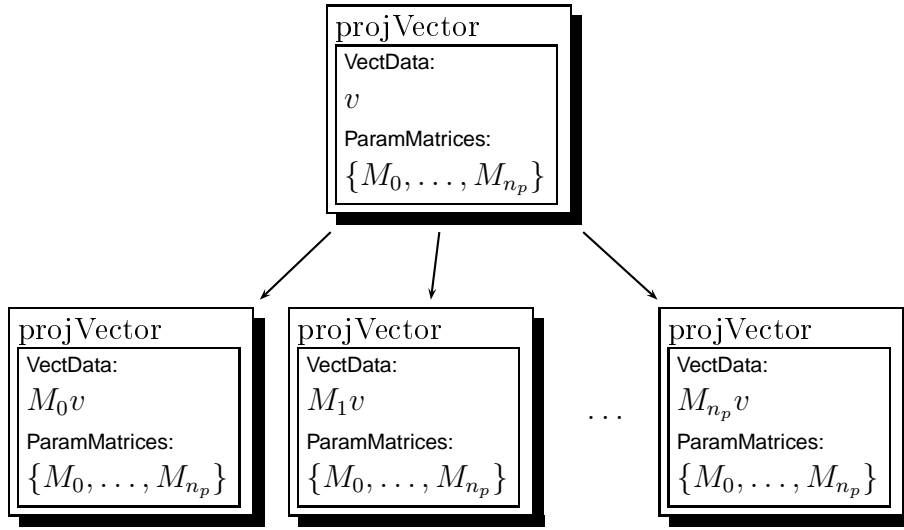 projVector
VectData:
v
ParamMatrices:
{M_0, . . . , M_{n_p}}
projVector
VectData:
M_0v
ParamMatrices:
{M_0, . . . , M_{n_p}}
projVector
VectData:
M_1v
ParamMatrices:
{M_0, . . . , M_{n_p}}
. . .
projVector
VectData:
M_{n_p}v
ParamMatrices:
{M_0, . . . , M_{n_p}}